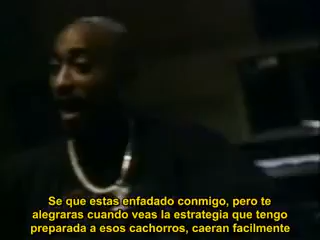 Se que estas enfadado conmigo, pero te
alegraras cuando veas la estrategia que tengo
preparada a esos cachorros, caeran facilmente